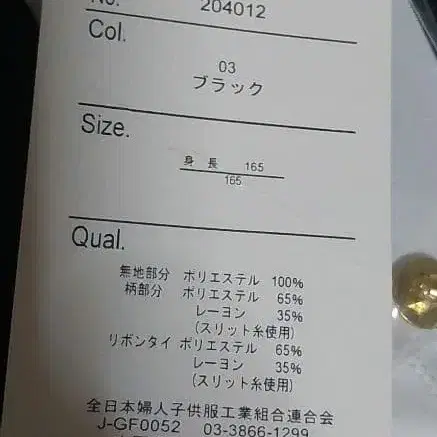 No. 204012
Col.
03
ブラック
Size.
身 長 165
165
Qual.
無地部分 ポリエステル 100%
柄部分 ポリエステル 65%
レーヨン 35%
(スリット糸使用)
リボンタイ ポリエステル 65%
レーヨン 35%
(スリット糸使用)
全日本婦人子供服工業組合連合会
J-GF0052 03-3866-1299